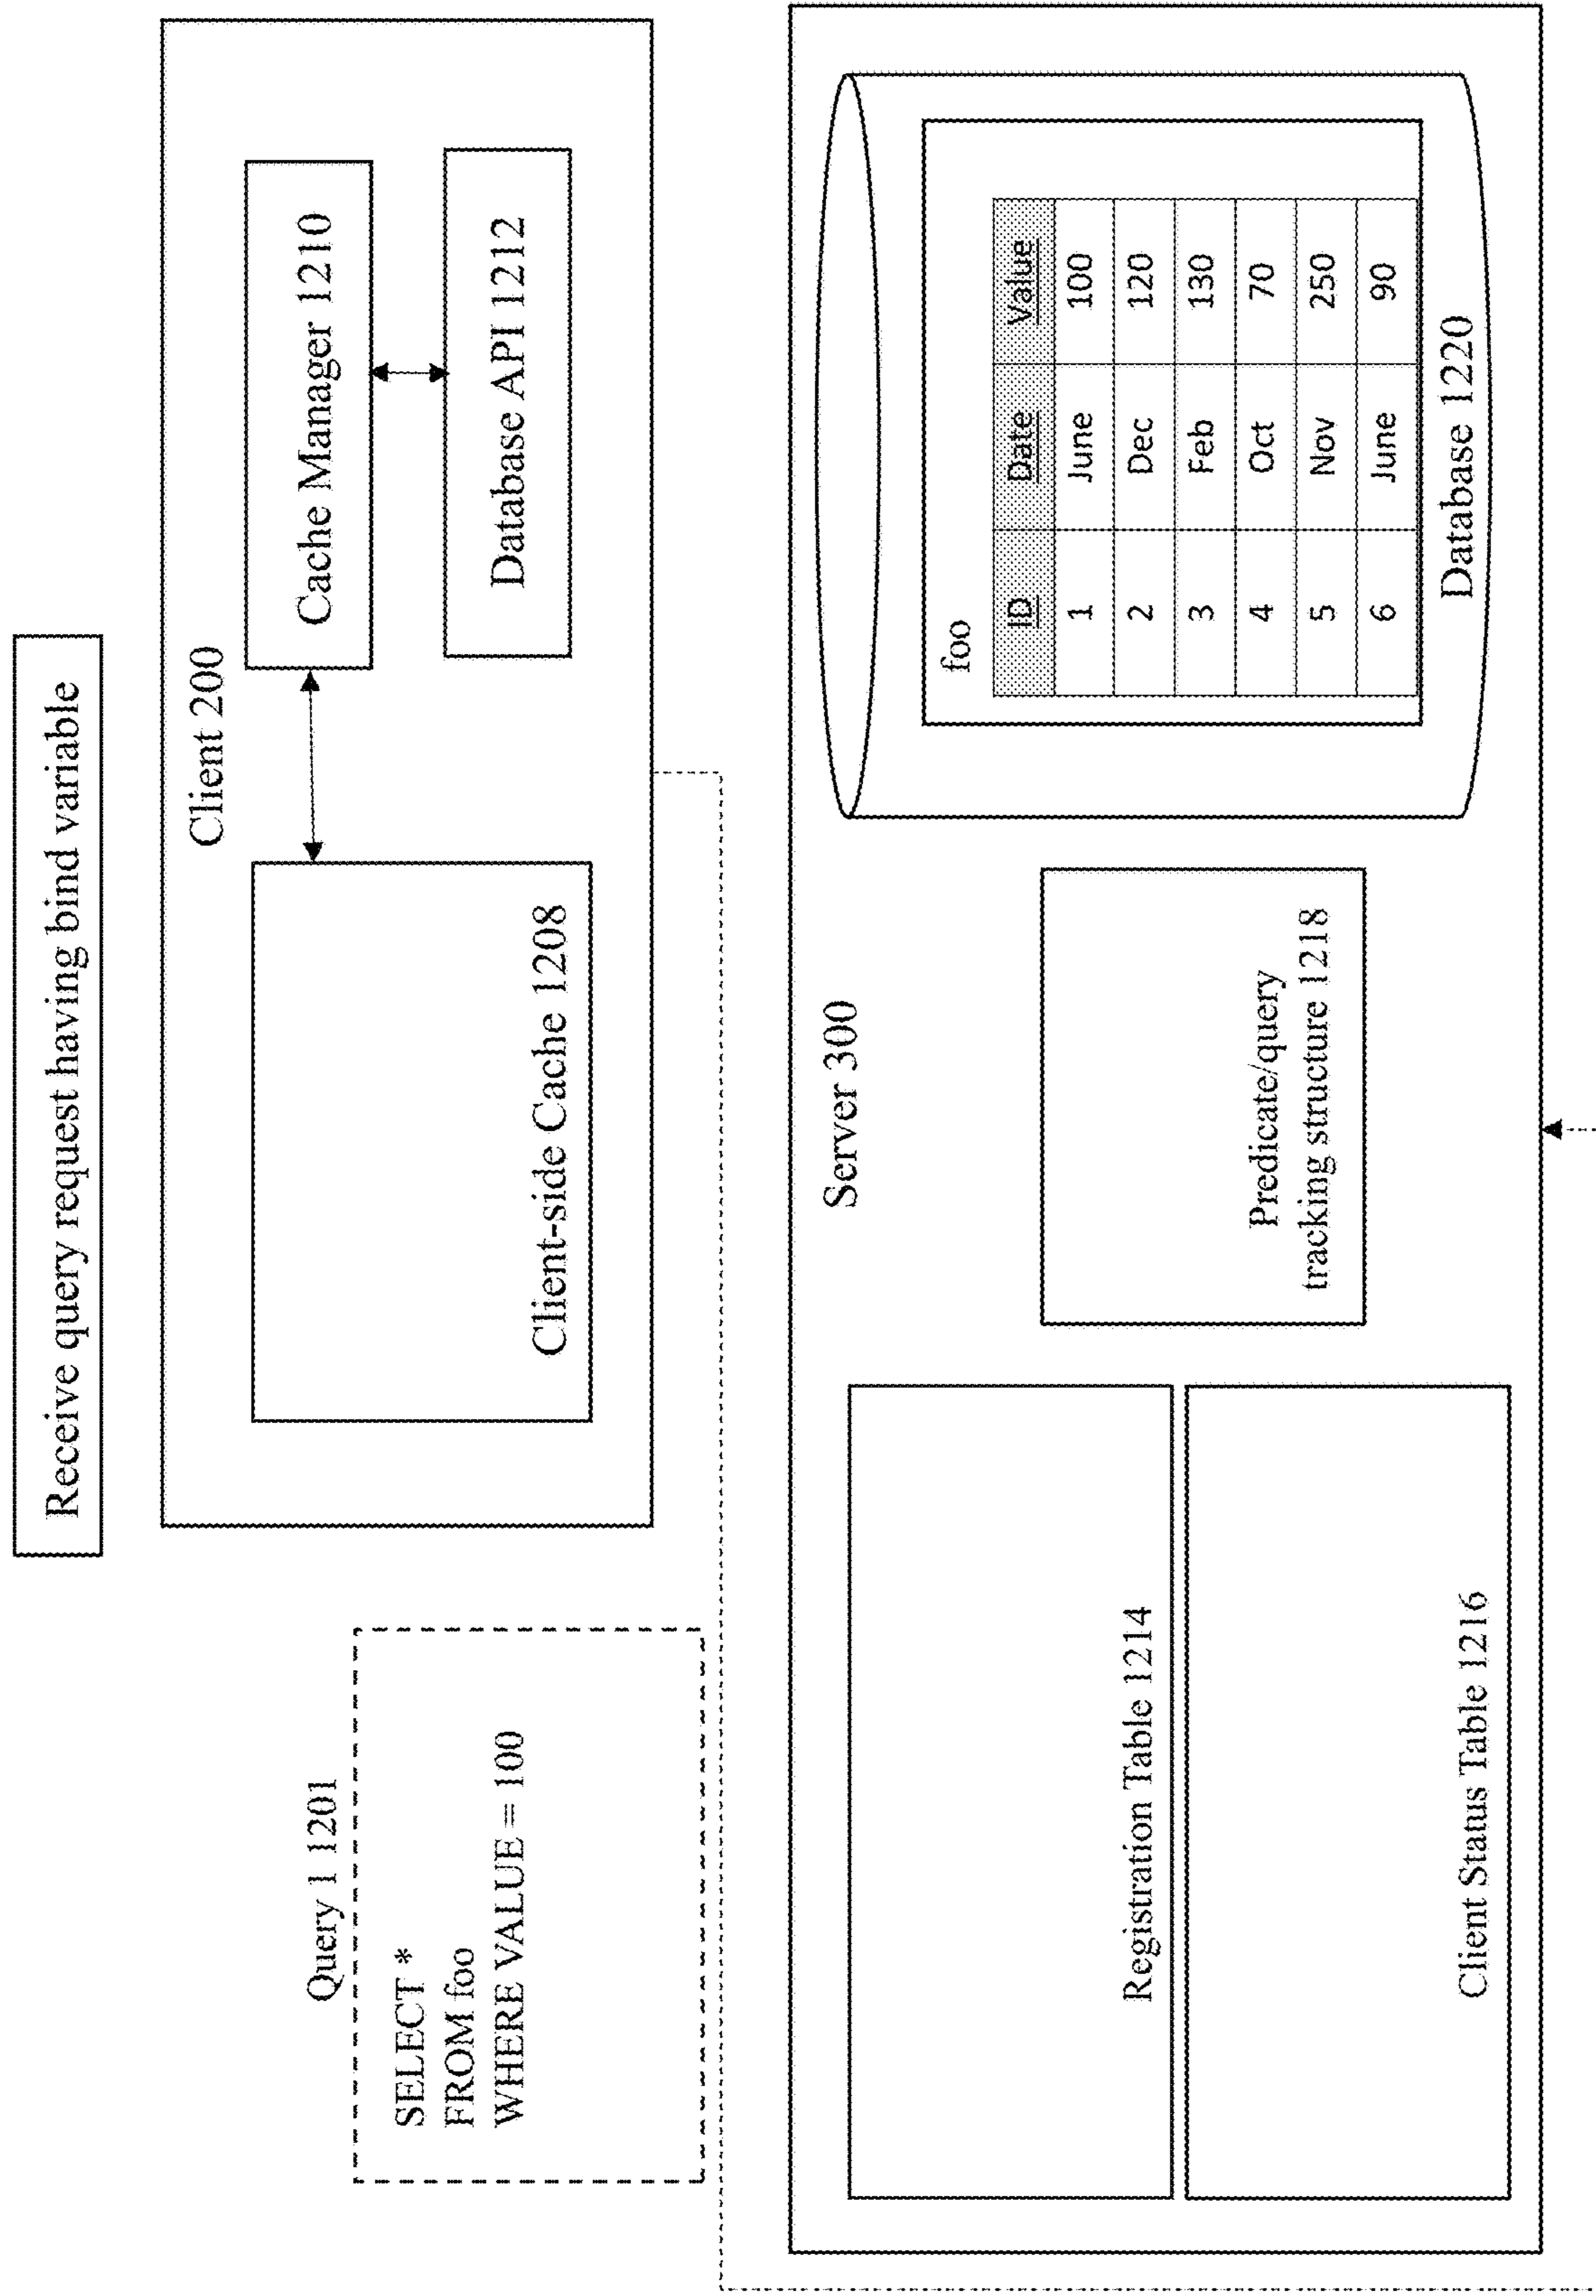 Receive query request having bind variable
Query 1 1201
SELECT *
FROM foo
WHERE VALUE = 100
Client 200
Client-side Cache 1208
Cache Manager 1210
Database API 1212
Server 300
Registration Table 1214
Client Status Table 1216
Predicate/query
tracking structure 1218
foo
ID Date Value
1 June 100
2 Dec 120
3 Feb 130
4 Oct 70
5 Nov 250
6 June 90
Database 1220